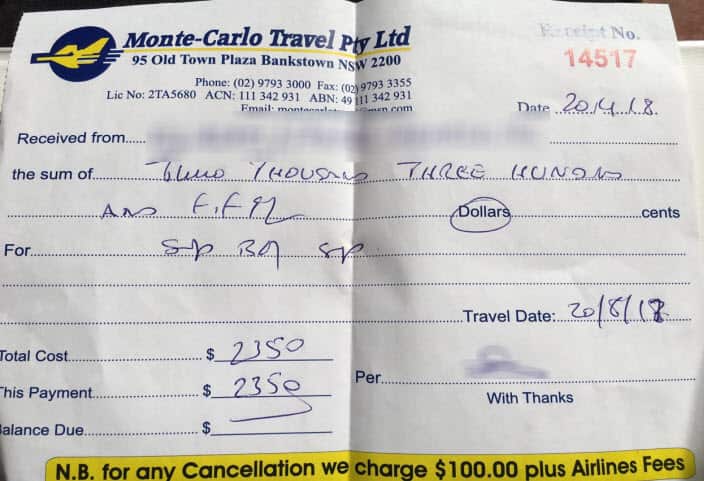 Monte-Carlo Travel Pty Ltd
95 Old Town Plaza Bankstown NSW 2200
Phone: (02) 9793 3000 Fax: (02) 9793 3355
Lic No: 2TA5680 ACN: 111 342 931 ABN: 49 111 342 931
Receipt No.
14517
Date 20.4.18.
Received from
the sum of THOUSAND THREE HUNDRED
AND FIFTY Dollars cents
For
Travel Date: 20/8/18
Total Cost $ 2350
This Payment $ 2350
Balance Due $
Per
With Thanks
N.B. for any Cancellation we charge $100.00 plus Airlines Fees